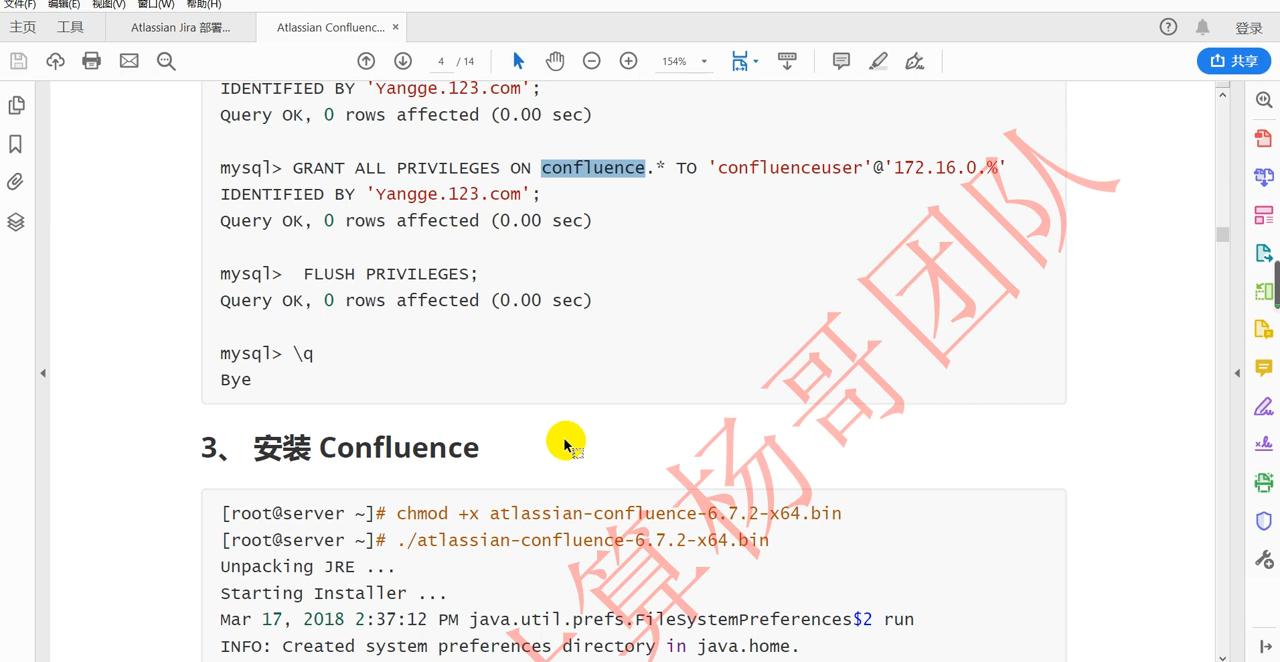 文件(F) 编辑(E) 视图(V) 窗口(W) 帮助(H)
主页 工具 Atlassian Jira 部署... Atlassian Confluenc... × 登录
4 / 14 154% 共享
IDENTIFIED BY 'Yangge.123.com';
Query OK, 0 rows affected (0.00 sec)
mysql> GRANT ALL PRIVILEGES ON confluence.* TO 'confluenceuser'@'172.16.0.%'
IDENTIFIED BY 'Yangge.123.com';
Query OK, 0 rows affected (0.00 sec)
mysql>  FLUSH PRIVILEGES;
Query OK, 0 rows affected (0.00 sec)
mysql> \q
Bye
3、 安装 Confluence
[root@server ~]# chmod +x atlassian-confluence-6.7.2-x64.bin
[root@server ~]# ./atlassian-confluence-6.7.2-x64.bin
Unpacking JRE ...
Starting Installer ...
Mar 17, 2018 2:37:12 PM java.util.prefs.FileSystemPreferences$2 run
INFO: Created system preferences directory in java.home.
算杨哥团队